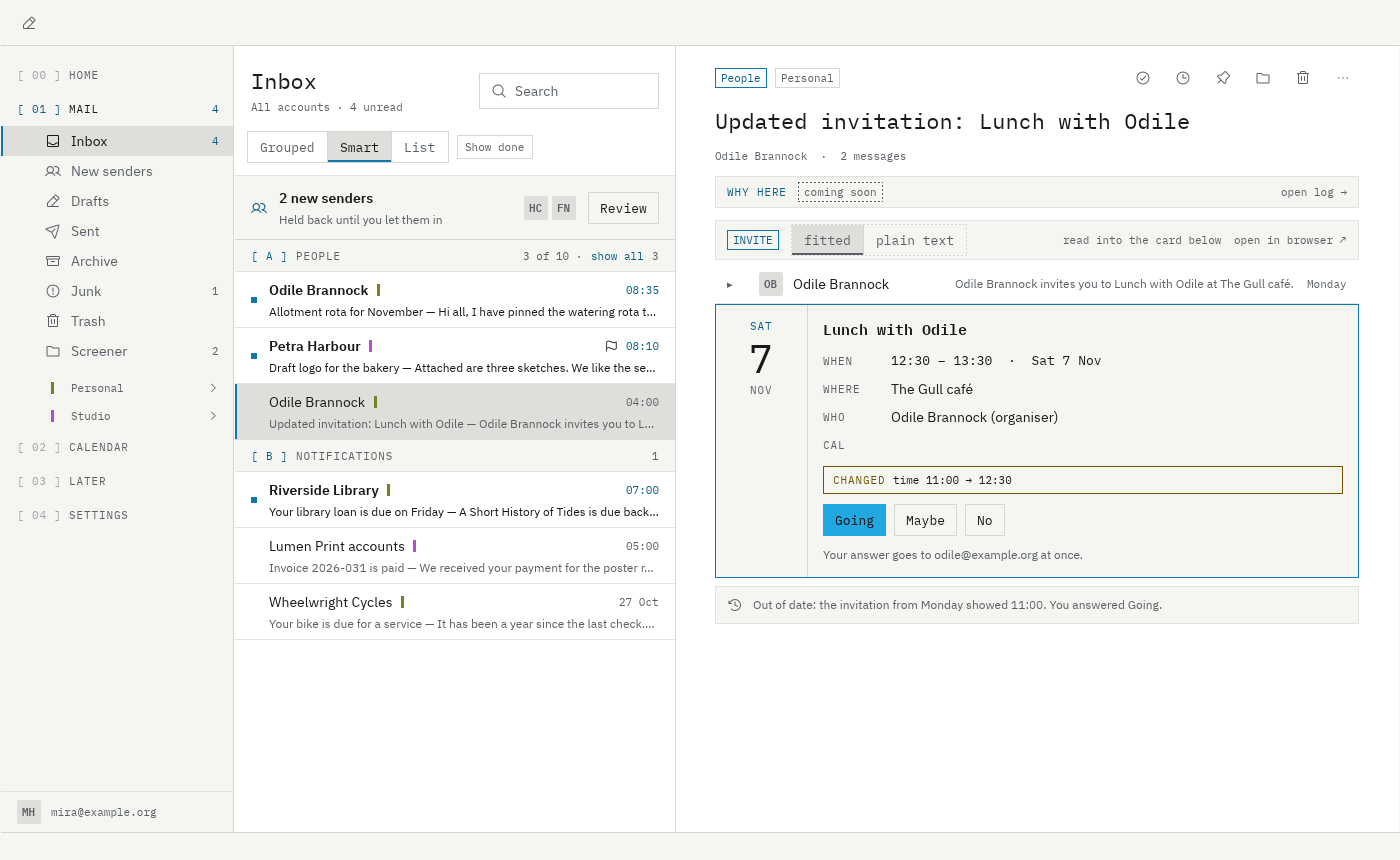 [ 00 ] HOME
[ 01 ] MAIL 4
Inbox 4
New senders
Drafts
Sent
Archive
Junk 1
Trash
Screener 2
Personal
Studio
[ 02 ] CALENDAR
[ 03 ] LATER
[ 04 ] SETTINGS
MH mira@example.org
Inbox
All accounts · 4 unread
Search
Grouped Smart List Show done
2 new senders
Held back until you let them in
HC FN Review
[ A ] PEOPLE 3 of 10 · show all 3
Odile Brannock 08:35
Allotment rota for November — Hi all, I have pinned the watering rota t…
Petra Harbour 08:10
Draft logo for the bakery — Attached are three sketches. We like the se…
Odile Brannock 04:00
Updated invitation: Lunch with Odile — Odile Brannock invites you to L…
[ B ] NOTIFICATIONS 1
Riverside Library 07:00
Your library loan is due on Friday — A Short History of Tides is due back…
Lumen Print accounts 05:00
Invoice 2026-031 is paid — We received your payment for the poster r…
Wheelwright Cycles 27 Oct
Your bike is due for a service — It has been a year since the last check.…
People Personal
Updated invitation: Lunch with Odile
Odile Brannock · 2 messages
WHY HERE coming soon open log →
INVITE fitted plain text read into the card below open in browser ↗
▸ OB Odile Brannock Odile Brannock invites you to Lunch with Odile at The Gull café. Monday
SAT
7
NOV
Lunch with Odile
WHEN 12:30 – 13:30 · Sat 7 Nov
WHERE The Gull café
WHO Odile Brannock (organiser)
CAL
CHANGED time 11:00 → 12:30
Going Maybe No
Your answer goes to odile@example.org at once.
Out of date: the invitation from Monday showed 11:00. You answered Going.